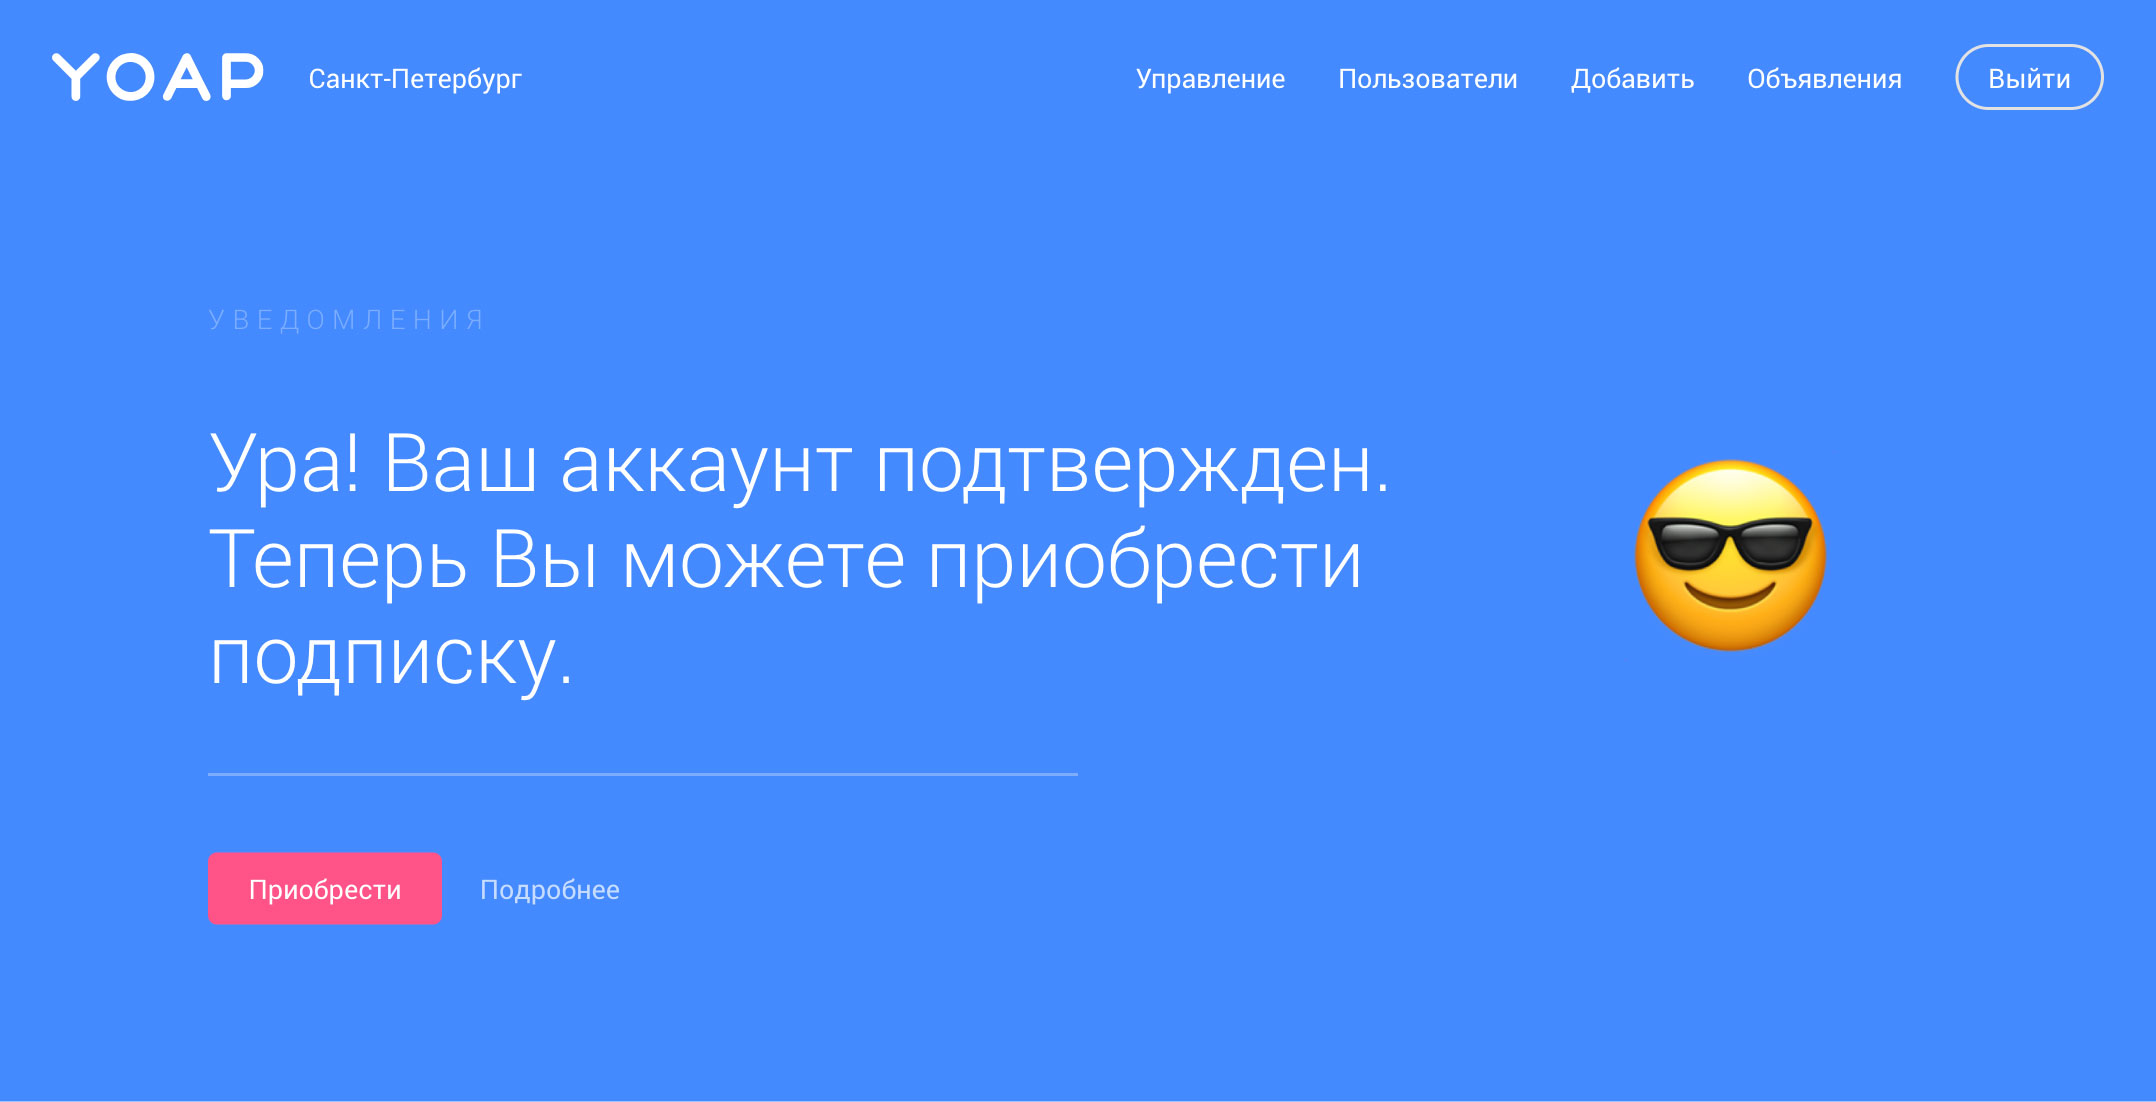 YOAP Санкт-Петербург Управление Пользователи Добавить Объявления Выйти
УВЕДОМЛЕНИЯ
Ура! Ваш аккаунт подтвержден.
Теперь Вы можете приобрести
подписку.
Приобрести Подробнее